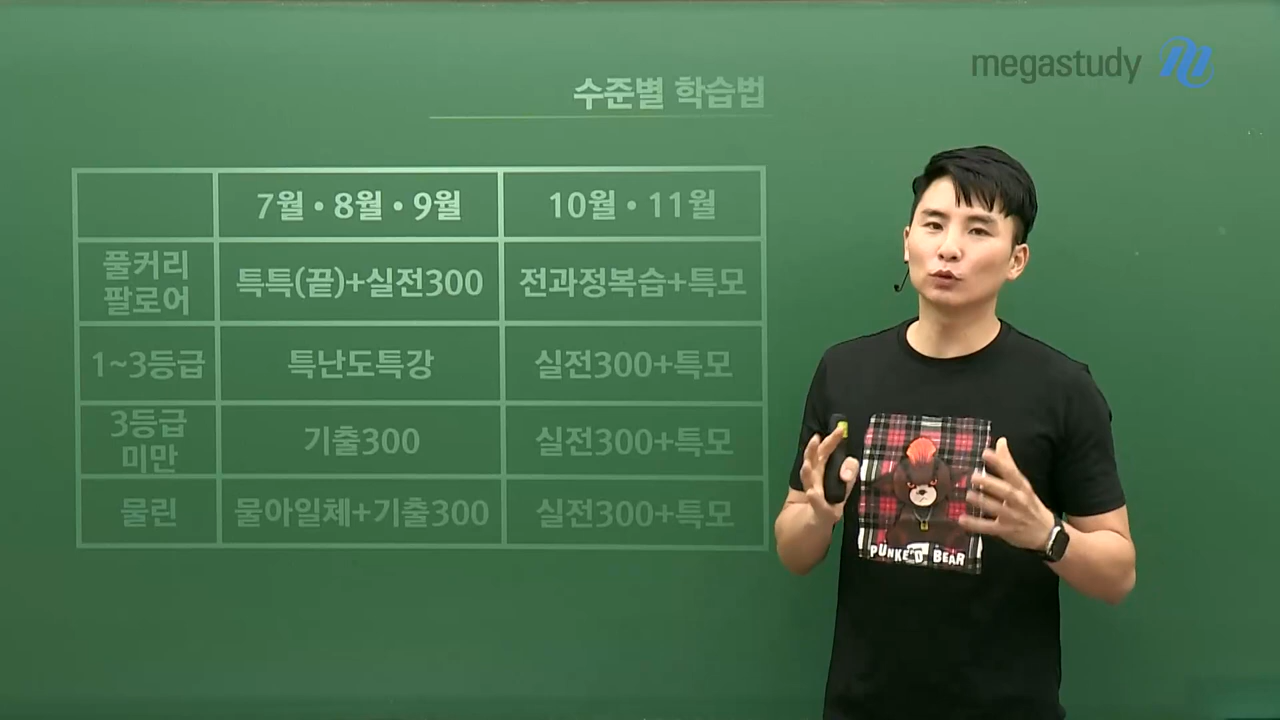 megastudy
수준별 학습법
7월 • 8월 • 9월
10월 • 11월
풀커리
팔로어
특특(끝)+실전300
전과정복습+특모
1~3등급
특난도특강
실전300+특모
3등급
미만
기출300
실전300+특모
물린
물아일체+기출300
실전300+특모
PUNKE'D BEAR